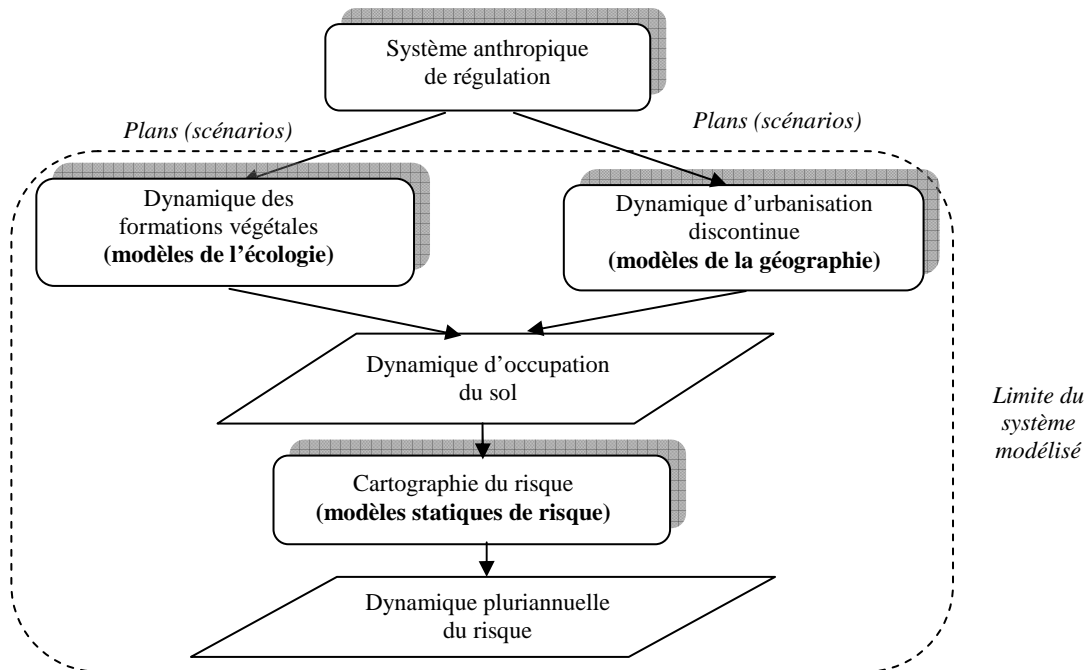 Système anthropique
de régulation
Plans (scénarios)
Plans (scénarios)
Dynamique des
formations végétales
(modèles de l’écologie)
Dynamique d’urbanisation
discontinue
(modèles de la géographie)
Dynamique d’occupation
du sol
Limite du
système
modélisé
Cartographie du risque
(modèles statiques de risque)
Dynamique pluriannuelle
du risque